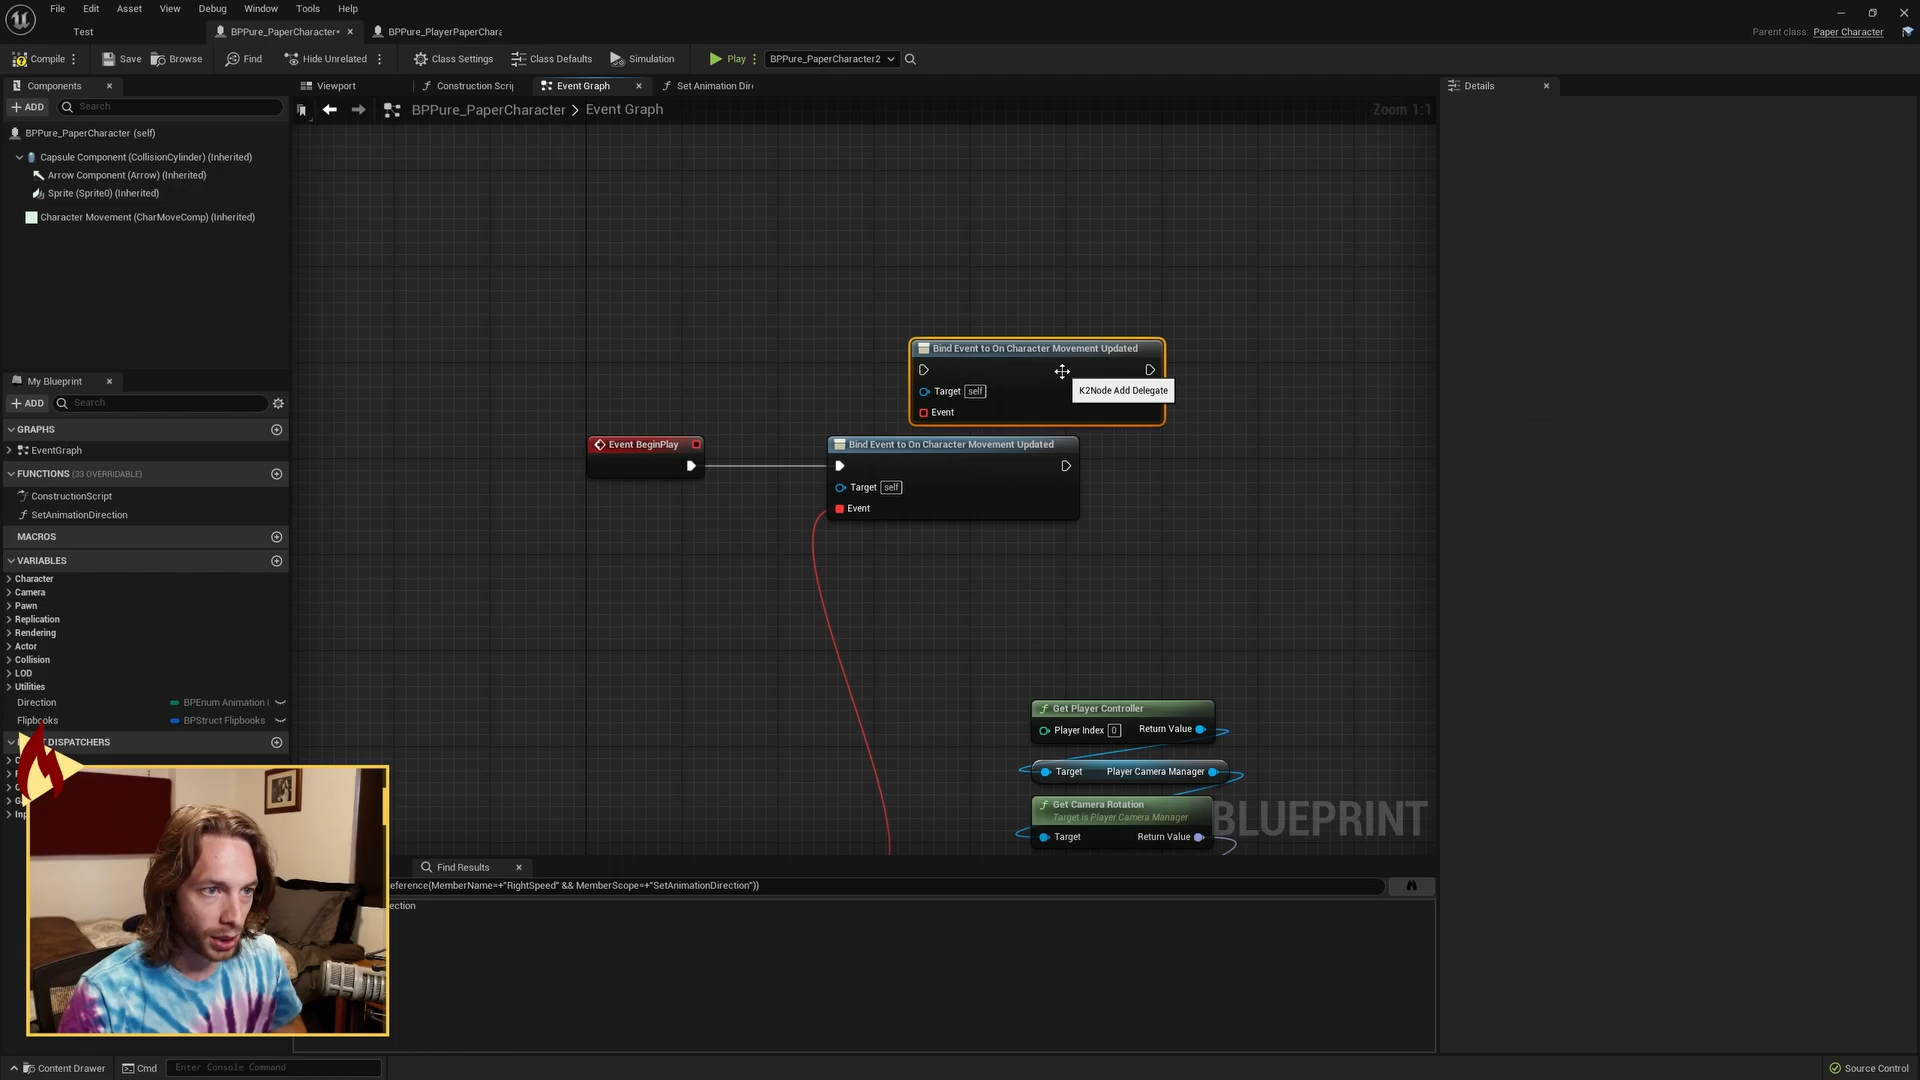 File Edit Asset View Debug Window Tools Help
Test
BPPure_PaperCharacter*
BPPure_PlayerPaperChara
Parent class: Paper Character
Compile
Save
Browse
Find
Hide Unrelated
Class Settings
Class Defaults
Simulation
Play
BPPure_PaperCharacter2
Components
Viewport
Construction Scrip
Event Graph
Set Animation Dire
Details
ADD
Search
BPPure_PaperCharacter > Event Graph
Zoom 1:1
BPPure_PaperCharacter (self)
Capsule Component (CollisionCylinder) (Inherited)
Arrow Component (Arrow) (Inherited)
Sprite (Sprite0) (Inherited)
Character Movement (CharMoveComp) (Inherited)
Bind Event to On Character Movement Updated
Target self
Event
K2Node Add Delegate
My Blueprint
ADD
Search
GRAPHS
EventGraph
FUNCTIONS (33 OVERRIDABLE)
ConstructionScript
SetAnimationDirection
MACROS
VARIABLES
Character
Camera
Pawn
Replication
Rendering
Actor
Collision
LOD
Utilities
Direction BPEnum Animation
Flipbooks BPStruct Flipbooks
DISPATCHERS
Event BeginPlay
Bind Event to On Character Movement Updated
Target self
Event
Get Player Controller
Player Index 0 Return Value
Target Player Camera Manager
Get Camera Rotation
Target is Player Camera Manager
Target Return Value
BLUEPRINT
Find Results
eference(MemberName=+"RightSpeed" && MemberScope=+"SetAnimationDirection"))
ection
Content Drawer
Cmd
Enter Console Command
Source Control